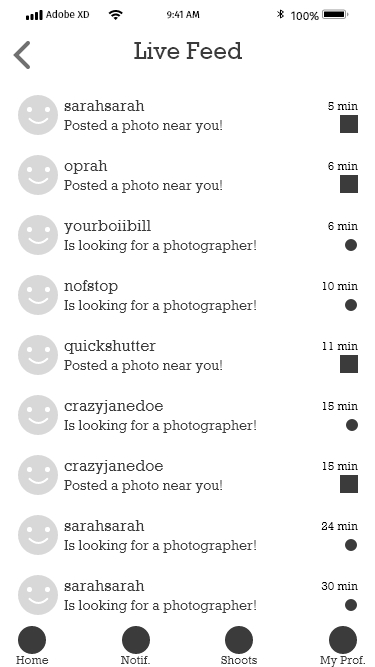 Adobe XD 9:41 AM 100%
Live Feed
sarahsarah 5 min
Posted a photo near you!
oprah 6 min
Posted a photo near you!
yourboiibill 6 min
Is looking for a photographer!
nofstop 10 min
Is looking for a photographer!
quickshutter 11 min
Posted a photo near you!
crazyjanedoe 15 min
Is looking for a photographer!
crazyjanedoe 15 min
Posted a photo near you!
sarahsarah 24 min
Is looking for a photographer!
sarahsarah 30 min
Is looking for a photographer!
Home Notif. Shoots My Prof.